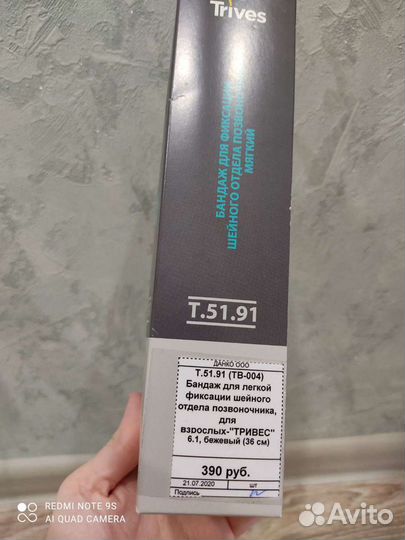 Trives
БАНДАЖ ДЛЯ ФИКСАЦИИ
ШЕЙНОГО ОТДЕЛА ПОЗВОНОЧНИКА
МЯГКИЙ
Т.51.91
ДАНКО ООО
Т.51.91 (ТВ-004)
Бандаж для легкой
фиксации шейного
отдела позвоночника,
для
взрослых-"ТРИВЕС"
6.1, бежевый (36 см)
390 руб.
21.07.2020 шт
Подпись
REDMI NOTE 9S
AI QUAD CAMERA
Avito